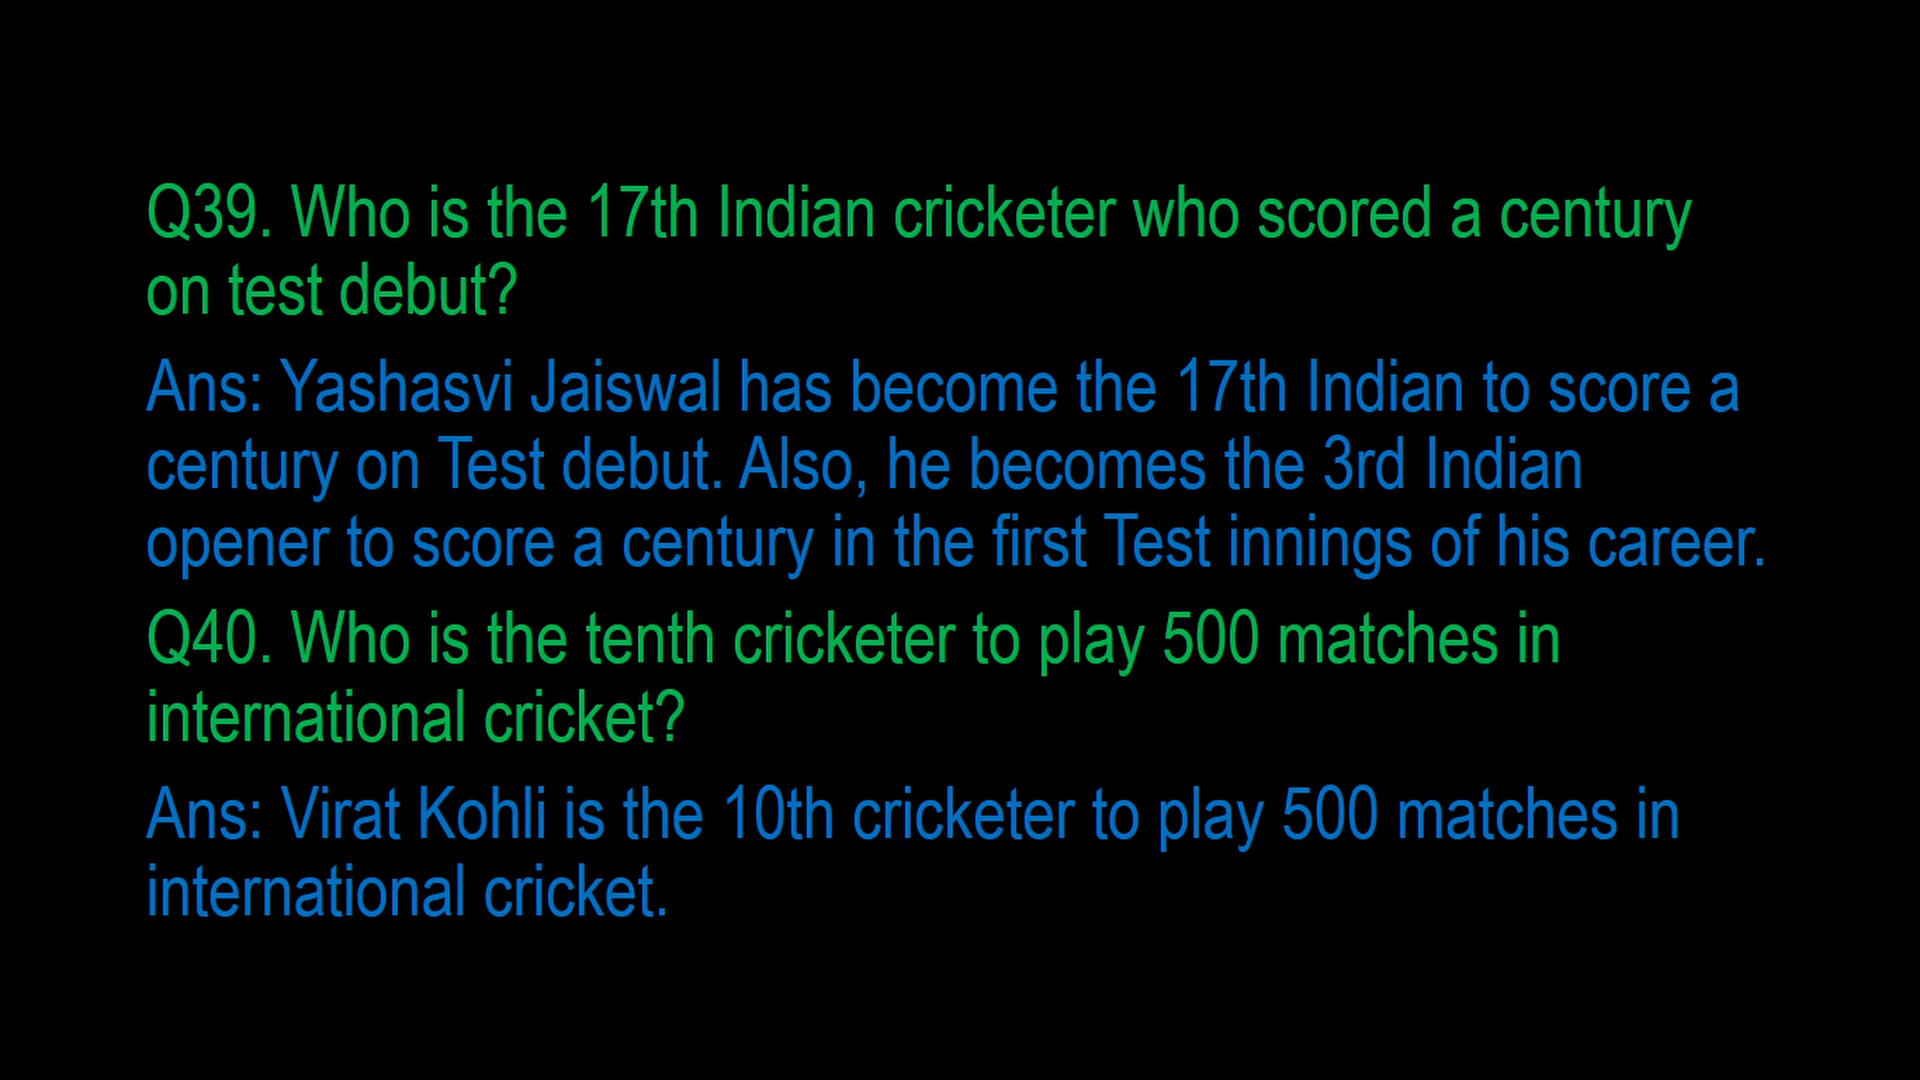 Q39. Who is the 17th Indian cricketer who scored a century
on test debut?
Ans: Yashasvi Jaiswal has become the 17th Indian to score a
century on Test debut. Also, he becomes the 3rd Indian
opener to score a century in the first Test innings of his career.
Q40. Who is the tenth cricketer to play 500 matches in
international cricket?
Ans: Virat Kohli is the 10th cricketer to play 500 matches in
international cricket.